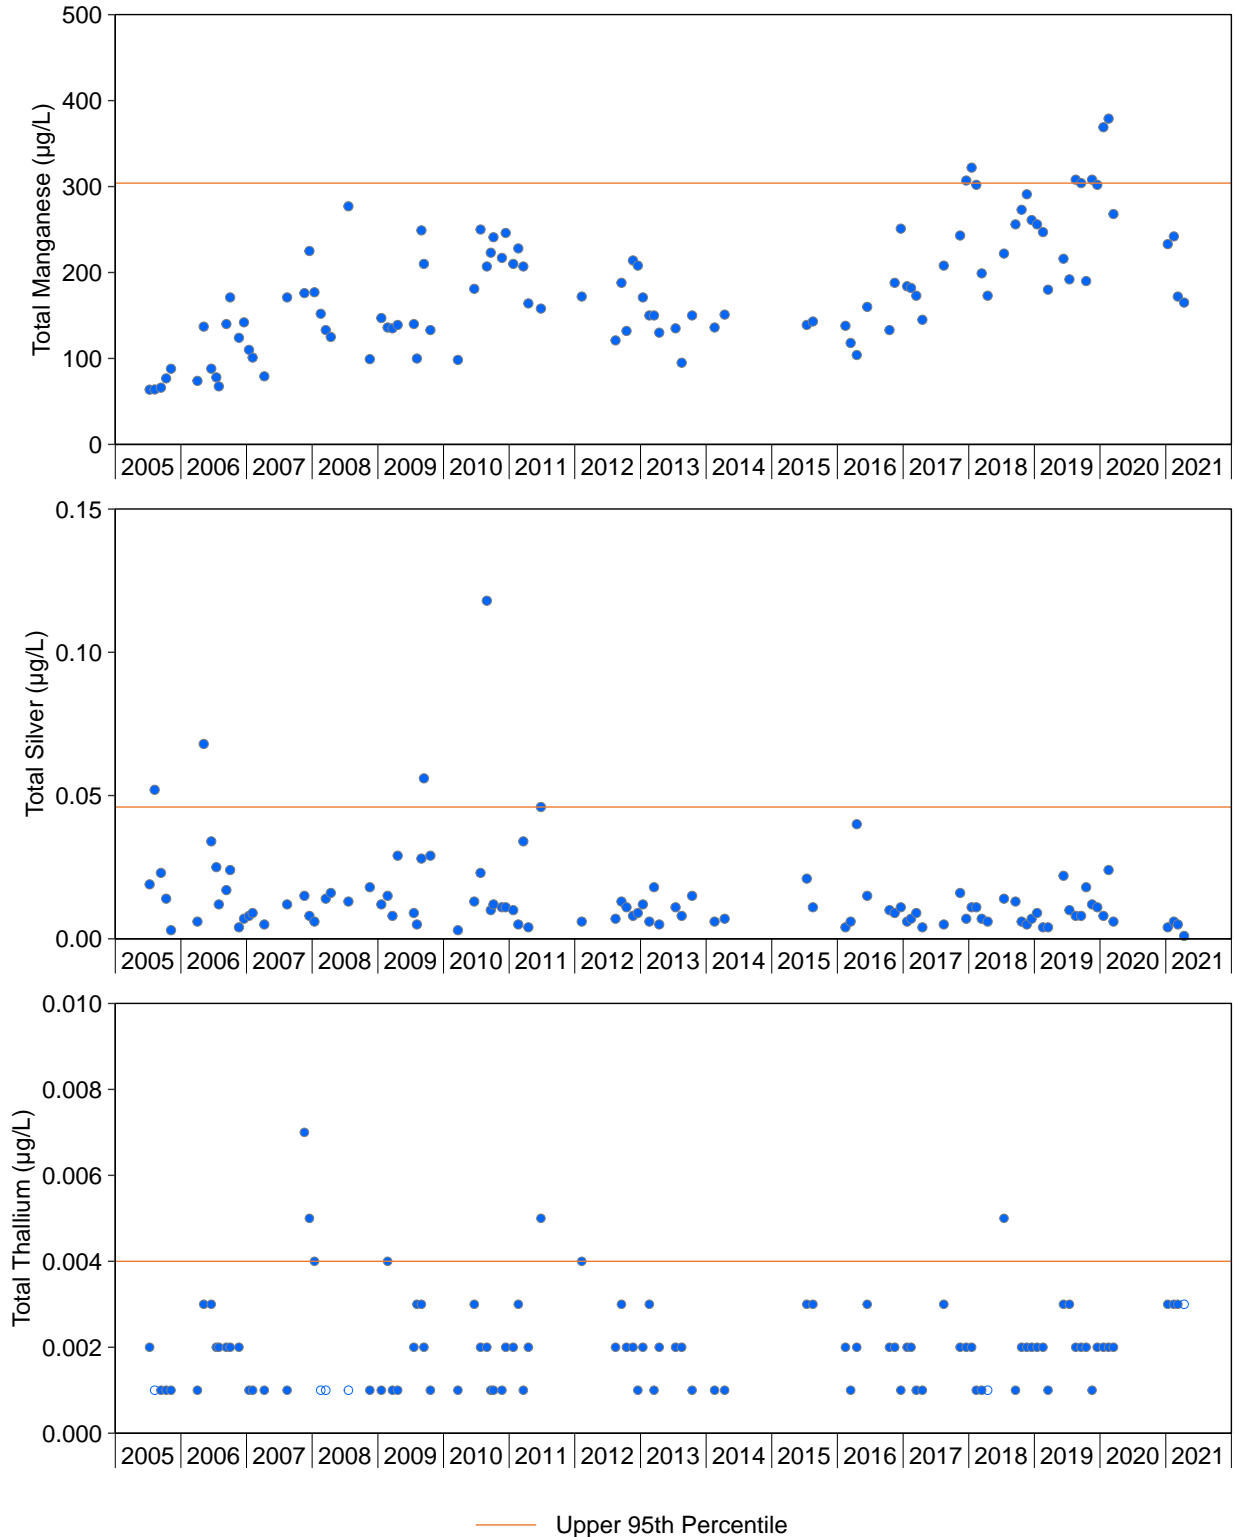 500
400
300
200
100
0
Total Manganese (µg/L)
2005 2006 2007 2008 2009 2010 2011 2012 2013 2014 2015 2016 2017 2018 2019 2020 2021
0.15
0.10
0.05
0.00
Total Silver (µg/L)
2005 2006 2007 2008 2009 2010 2011 2012 2013 2014 2015 2016 2017 2018 2019 2020 2021
0.010
0.008
0.006
0.004
0.002
0.000
Total Thallium (µg/L)
2005 2006 2007 2008 2009 2010 2011 2012 2013 2014 2015 2016 2017 2018 2019 2020 2021
Upper 95th Percentile